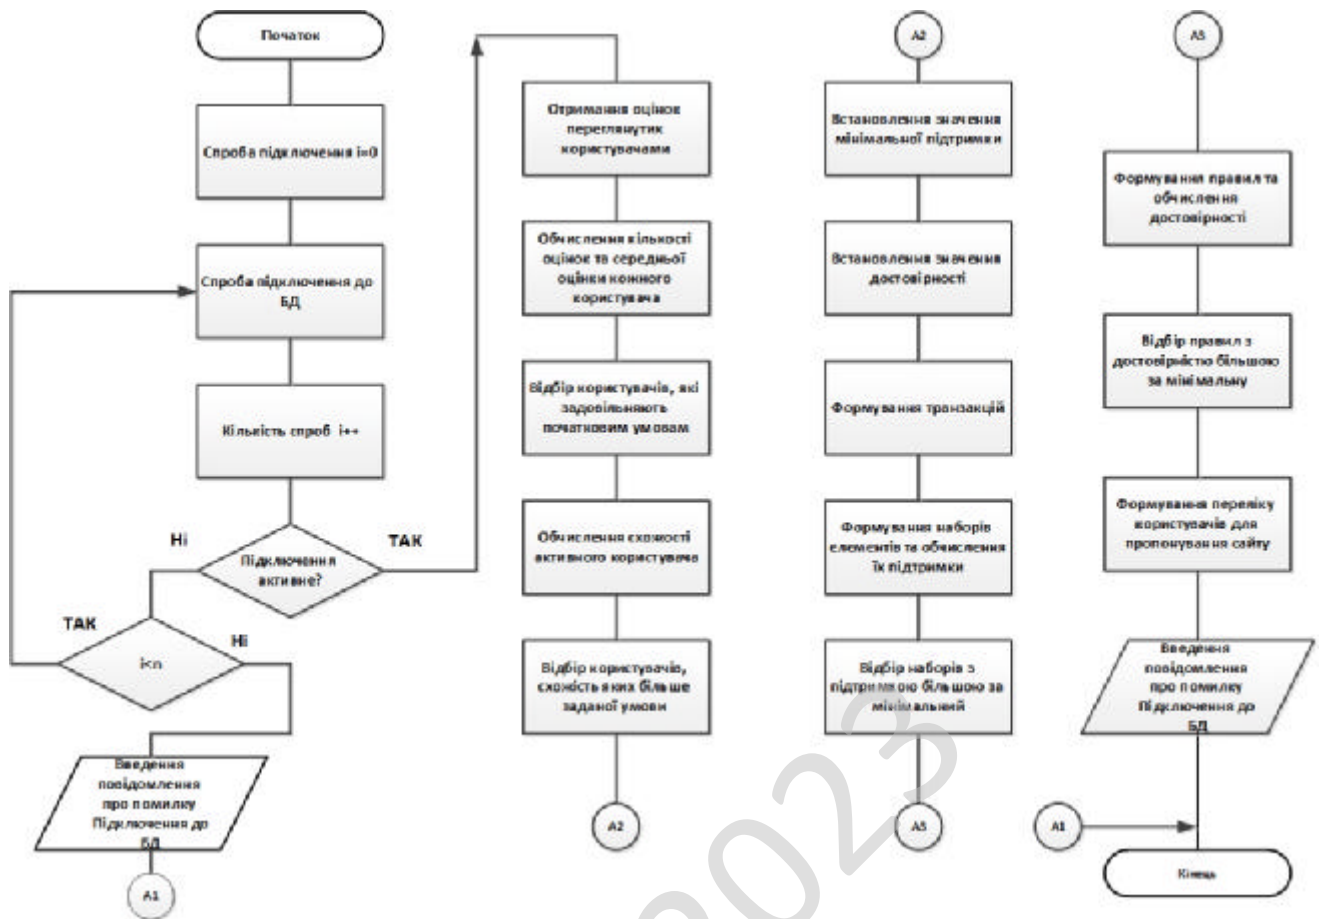 Початок
Спроба підключення i=0
Спроба підключення до
БД
Кількість спроб i++
Ні
ТАК
Підключення
активне?
ТАК
Ні
i<n
Введення
повідомлення
про помилку
Підключення до
БД
A1
Отримання оцінок
переглянутих
користувачами
Обчислення кількості
оцінок та середньої
оцінки кожного
користувача
Відбір користувачів, які
задовільняють
початковим умовам
Обчислення схожості
активного користувача
Відбір користувачів,
схожість яких більше
заданої умови
A2
A2
Встановлення значення
мінімальної підтримки
Встановлення значення
достовірності
Формування транзакцій
Формування наборів
елементів та обчислення
їх підтримки
Відбір наборів з
підтримкою більшою за
мінімальний
A3
A3
Формування правил та
обчислення
достовірності
Відбір правил з
достовірністю більшою
за мінімальну
Формування переліку
користувачів для
пропонування сайту
Введення
повідомлення
про помилку
Підключення до
БД
A1
Кінець
2023